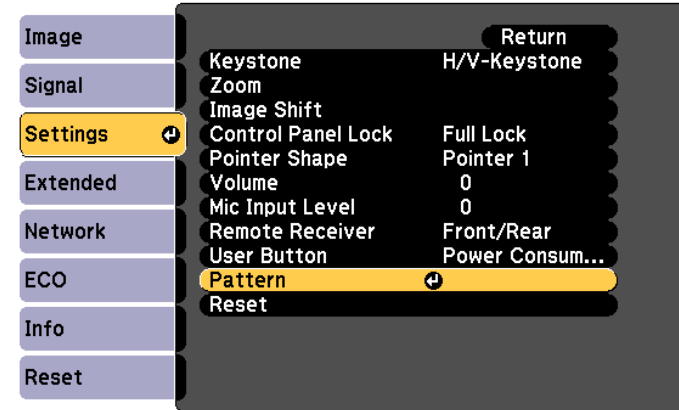 Image
Signal
Settings
Extended
Network
ECO
Info
Reset
Return
Keystone H/V-Keystone
Zoom
Image Shift
Control Panel Lock Full Lock
Pointer Shape Pointer 1
Volume 0
Mic Input Level 0
Remote Receiver Front/Rear
User Button Power Consum...
Pattern
Reset